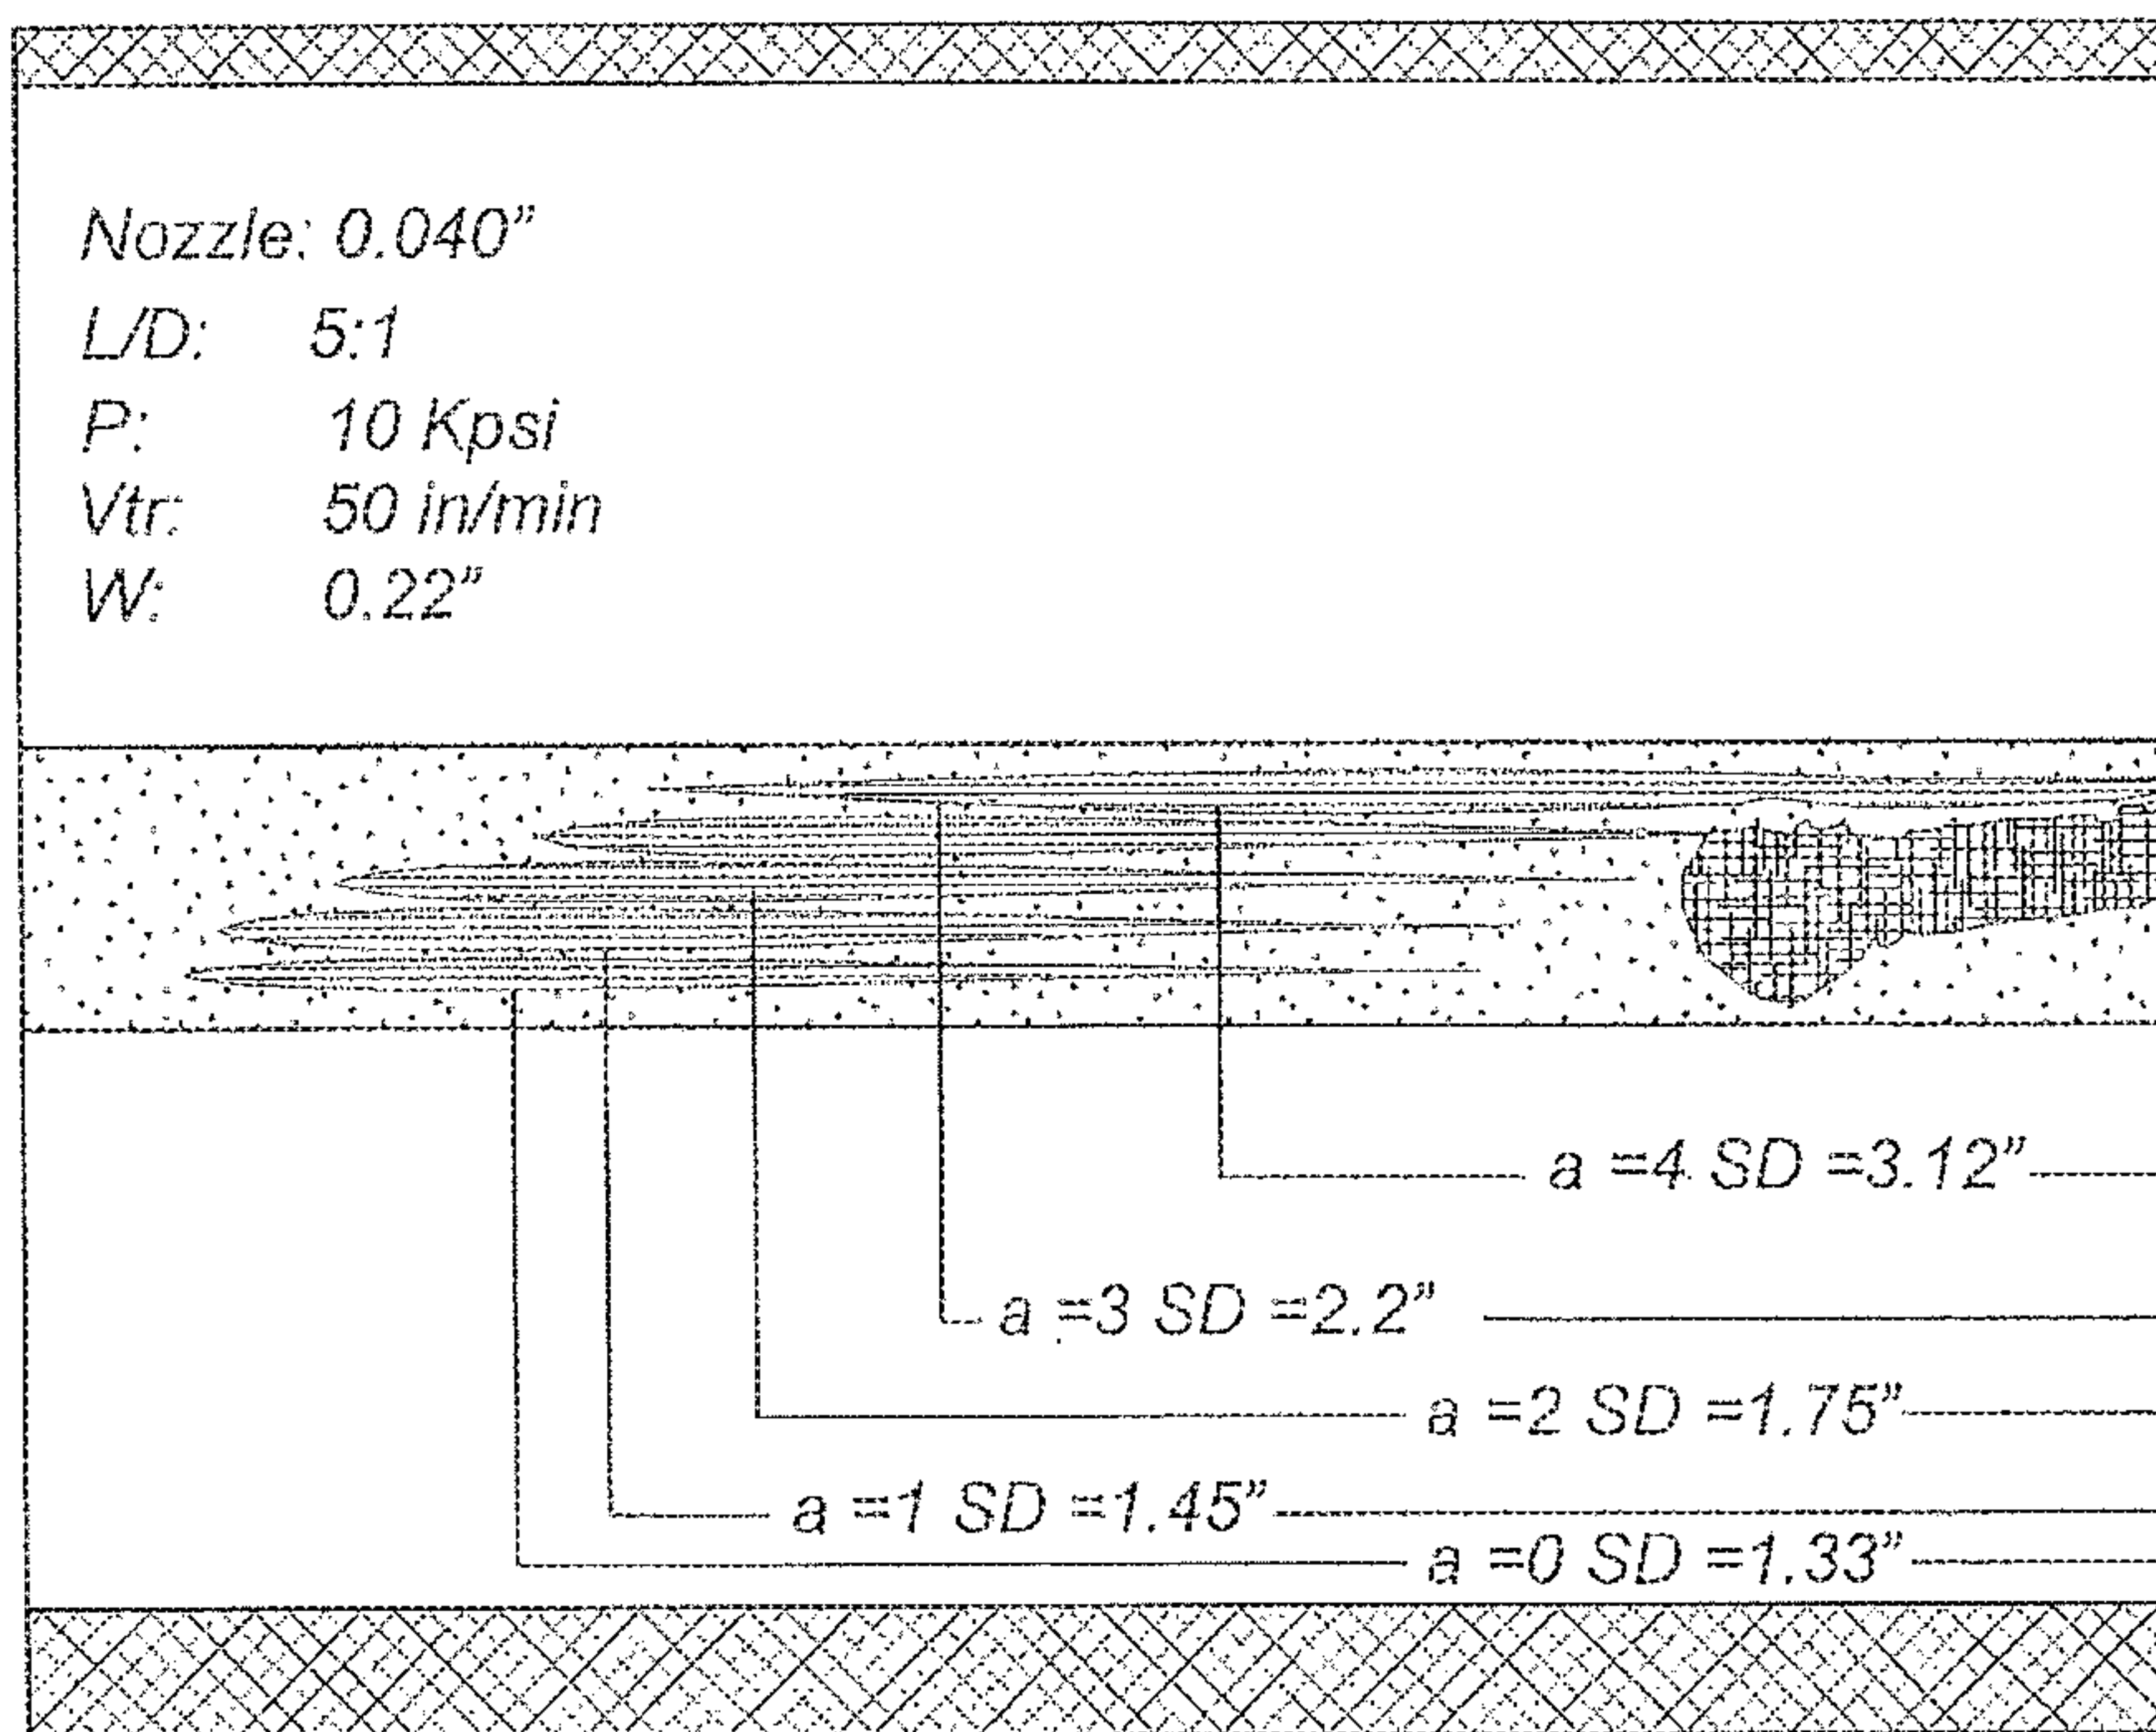 Nozzle: 0.040”
L/D: 5:1
P: 10 Kpsi
Vtr: 50 in/min
W: 0.22”
a =4 SD =3.12”
a =3 SD =2.2”
a =2 SD =1.75”
a =1 SD =1.45”
a =0 SD =1.33”